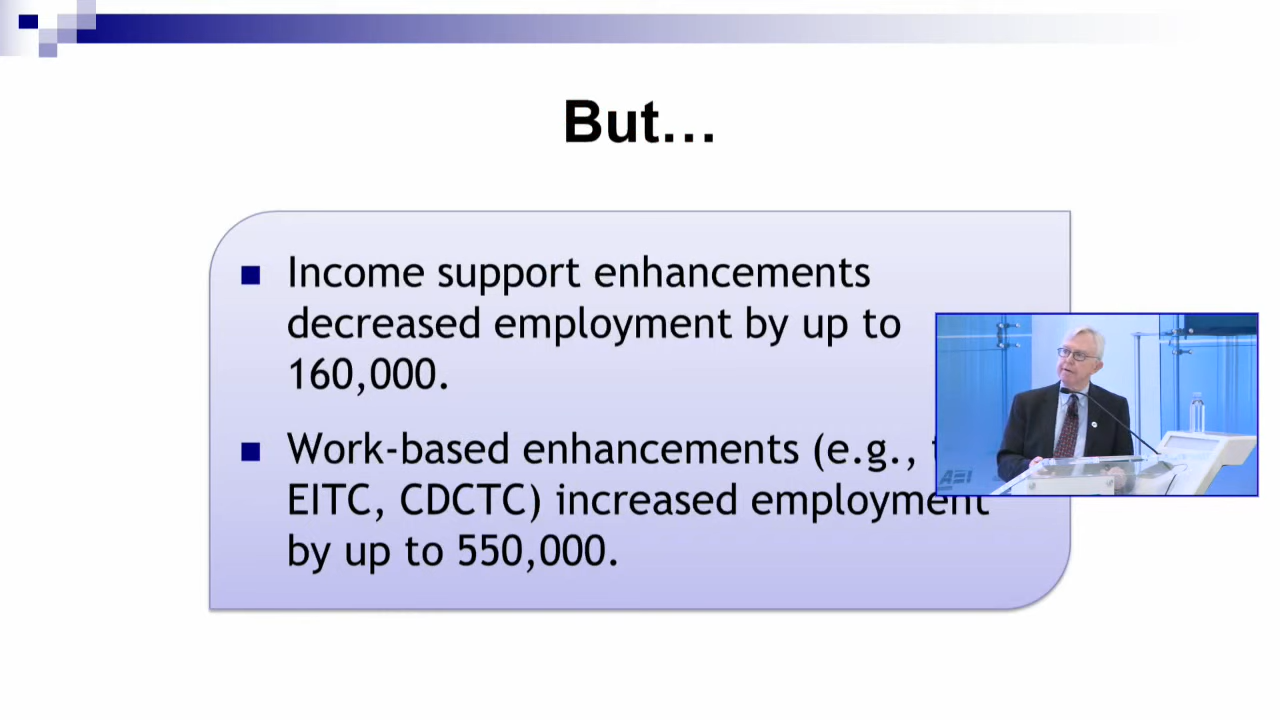 But…
Income support enhancements
decreased employment by up to
160,000.
Work-based enhancements (e.g.,
EITC, CDCTC) increased employment
by up to 550,000.
AEI